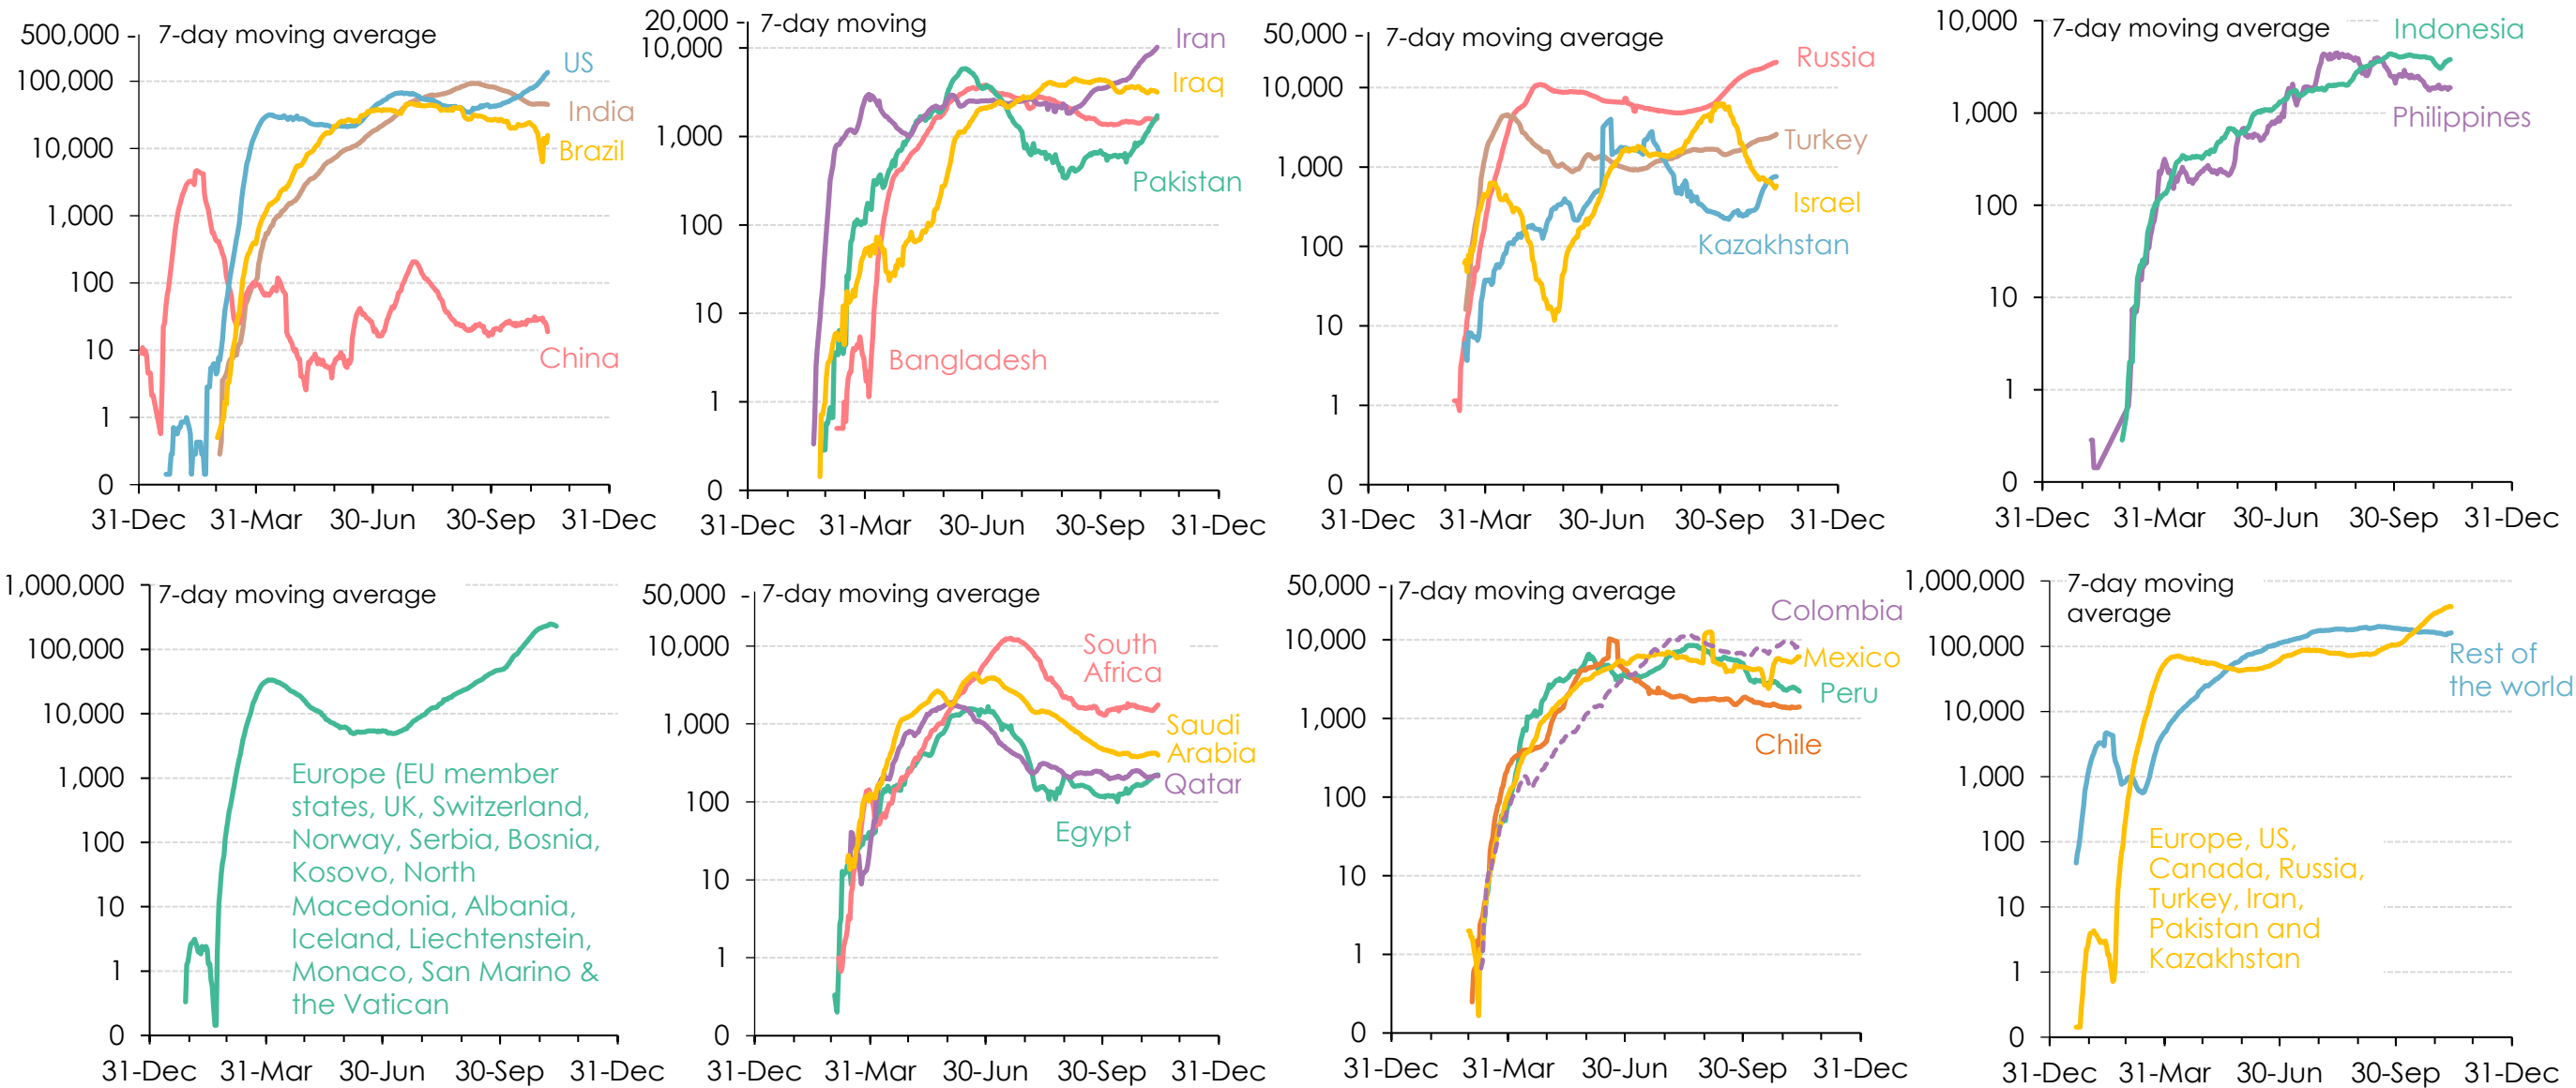 500,000
7-day moving average
US
100,000
India
Brazil
10,000
1,000
100
10
China
1
0
31-Dec 31-Mar 30-Jun 30-Sep 31-Dec
20,000
7-day moving
Iran
10,000
Iraq
1,000
Pakistan
100
10
Bangladesh
1
0
31-Dec 31-Mar 30-Jun 30-Sep 31-Dec
50,000
7-day moving average
Russia
10,000
Turkey
1,000
Israel
Kazakhstan
100
10
1
0
31-Dec 31-Mar 30-Jun 30-Sep 31-Dec
10,000
7-day moving average
Indonesia
1,000
Philippines
100
10
1
0
31-Dec 31-Mar 30-Jun 30-Sep 31-Dec
1,000,000
7-day moving average
100,000
10,000
1,000
100
10
1
0
Europe (EU member
states, UK, Switzerland,
Norway, Serbia, Bosnia,
Kosovo, North
Macedonia, Albania,
Iceland, Liechtenstein,
Monaco, San Marino &
the Vatican
31-Dec 31-Mar 30-Jun 30-Sep 31-Dec
50,000
7-day moving average
10,000
South
Africa
1,000
Saudi
Arabia
Qatar
100
Egypt
10
1
0
31-Dec 31-Mar 30-Jun 30-Sep 31-Dec
50,000
7-day moving average
Colombia
10,000
Mexico
Peru
1,000
Chile
100
10
1
0
31-Dec 31-Mar 30-Jun 30-Sep 31-Dec
1,000,000
7-day moving
average
100,000
Rest of
the world
10,000
1,000
100
10
1
0
Europe, US,
Canada, Russia,
Turkey, Iran,
Pakistan and
Kazakhstan
31-Dec 31-Mar 30-Jun 30-Sep 31-Dec